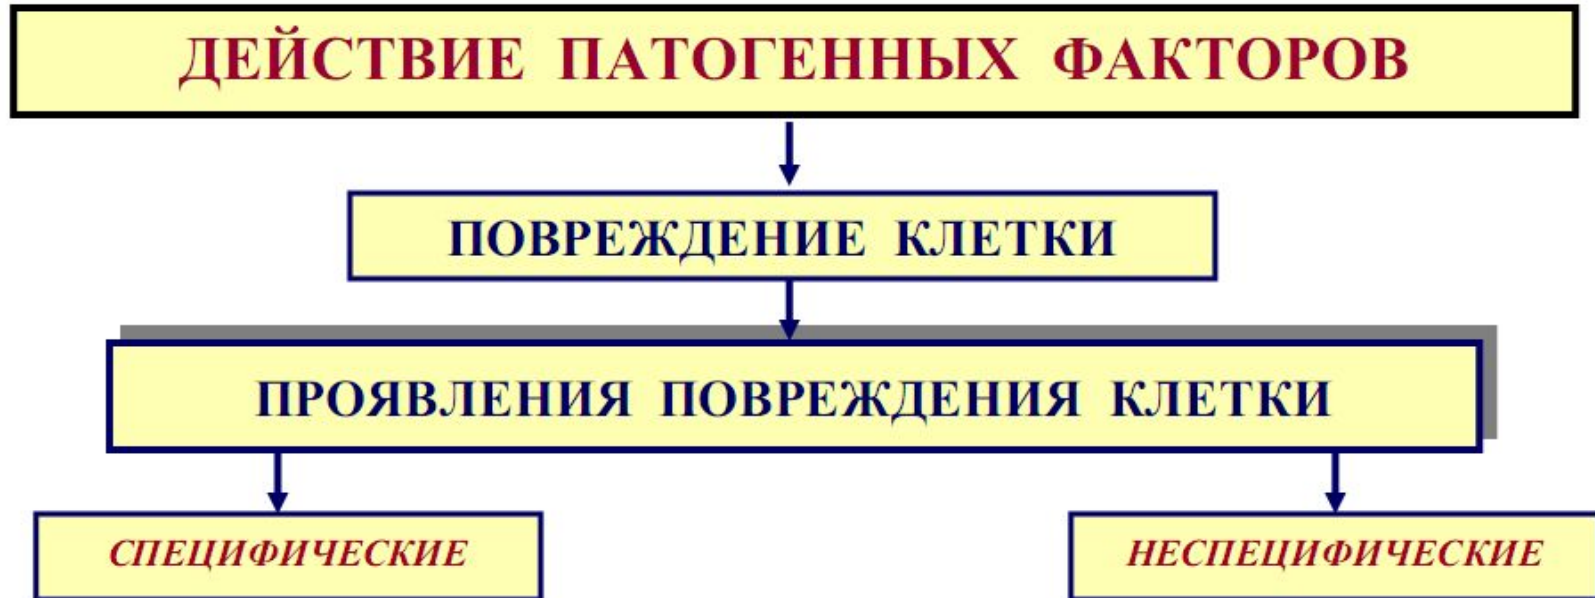 ДЕЙСТВИЕ ПАТОГЕННЫХ ФАКТОРОВ
ПОВРЕЖДЕНИЕ КЛЕТКИ
ПРОЯВЛЕНИЯ ПОВРЕЖДЕНИЯ КЛЕТКИ
СПЕЦИФИЧЕСКИЕ
НЕСПЕЦИФИЧЕСКИЕ